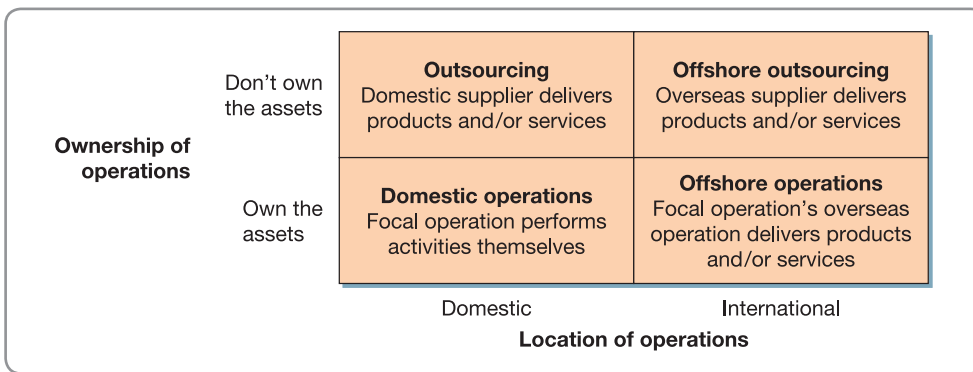 Ownership of
operations
Don't own
the assets
Outsourcing
Domestic supplier delivers
products and/or services
Offshore outsourcing
Overseas supplier delivers
products and/or services
Own the
assets
Domestic operations
Focal operation performs
activities themselves
Offshore operations
Focal operation's overseas
operation delivers products
and/or services
Domestic
International
Location of operations